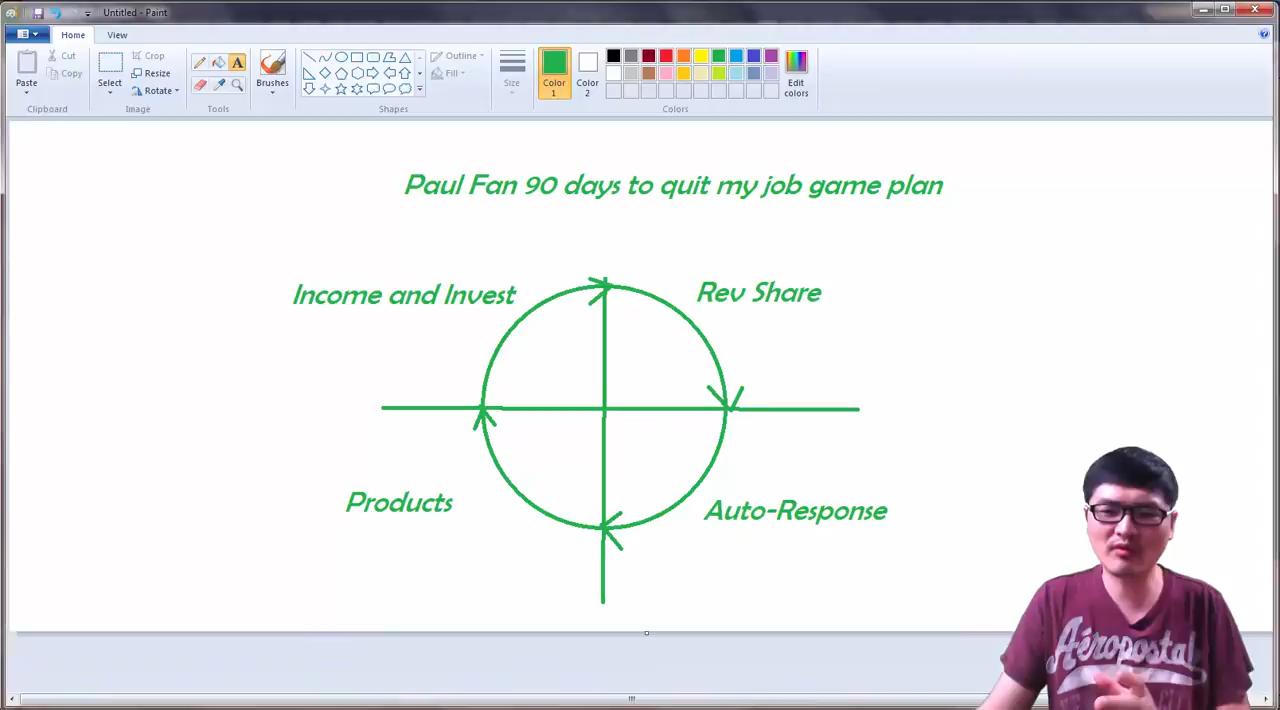 Untitled - Paint
Home
View
Paste
Cut
Copy
Clipboard
Select
Crop
Resize
Rotate
Image
A
Tools
Brushes
Shapes
Outline
Fill
Size
Color
1
Color
2
Edit
colors
Colors
Paul Fan 90 days to quit my job game plan
Income and Invest
Rev Share
Products
Auto-Response
Aéropostal